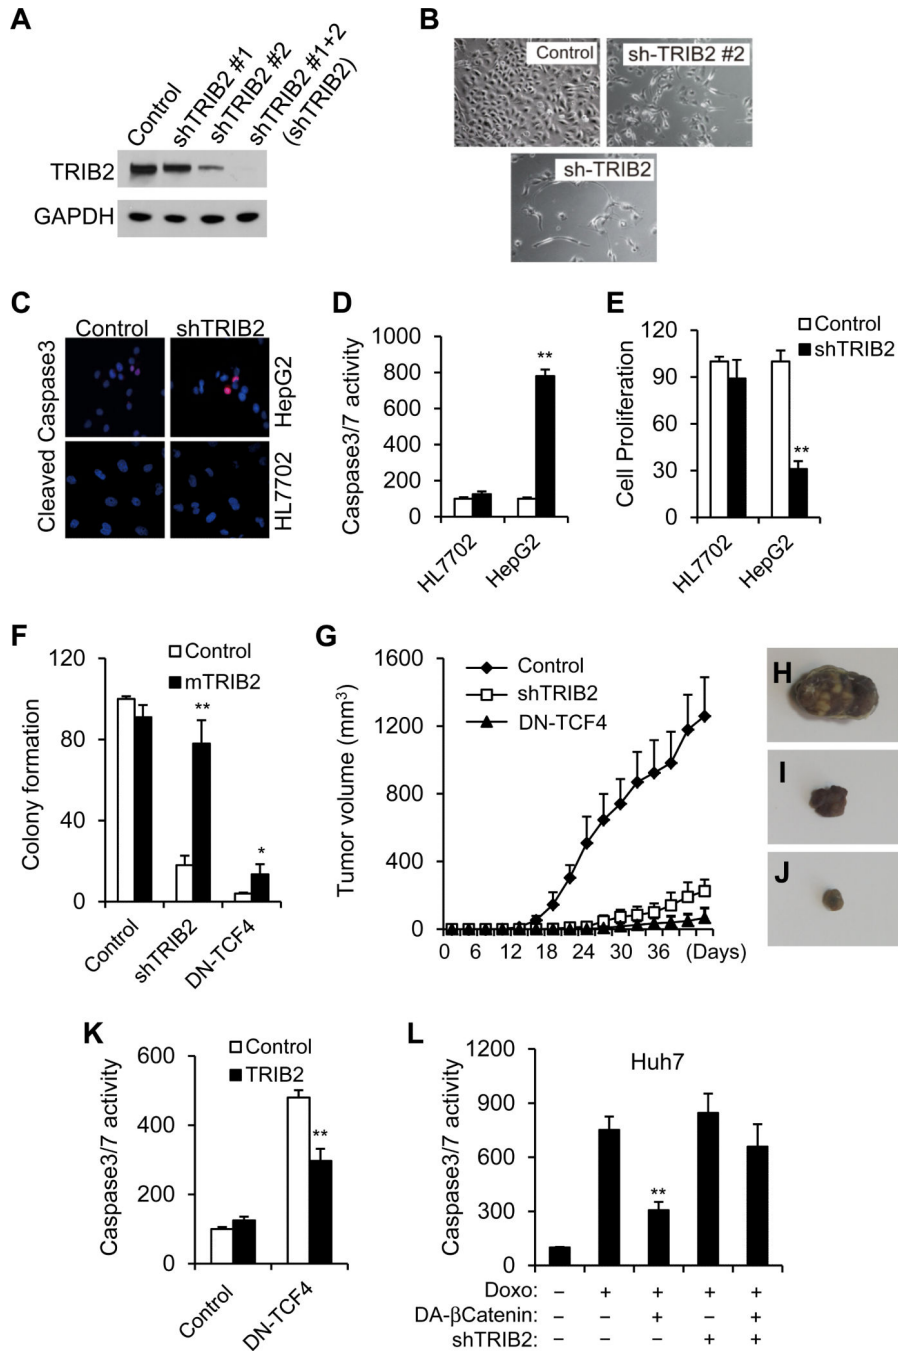 A
Control
shTRIB2 #1
shTRIB2 #2
shTRIB2 #1+2
(shTRIB2)
TRIB2
GAPDH
B
Control
sh-TRIB2 #2
sh-TRIB2
C
Control shTRIB2
Cleaved Caspase3
HepG2
HL7702
D
Caspase3/7 activity
1000
800
600
400
200
0
**
HL7702
HepG2
E
Cell Proliferation
120
90
60
30
0
Control
shTRIB2
**
HL7702
HepG2
F
Colony formation
120
80
40
0
Control
mTRIB2
**
*
Control
shTRIB2
DN-TCF4
G
Tumor volume (mm3)
1600
1200
800
400
0
Control
shTRIB2
DN-TCF4
0 6 12 18 24 30 36 (Days)
H
I
J
K
Caspase3/7 activity
600
400
200
0
Control
TRIB2
**
Control
DN-TCF4
L
Caspase3/7 activity
1200
900
600
300
0
Huh7
**
Doxo: – + + + +
DA-βCatenin: – – + – +
shTRIB2: – – – + +